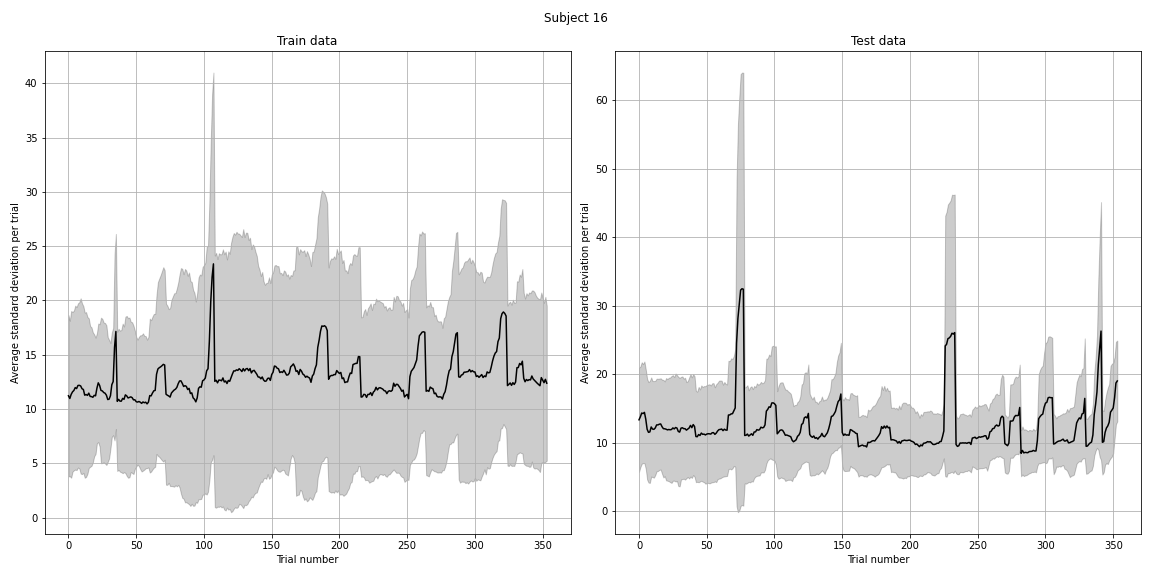 Subject 16
Train data
Average standard deviation per trial
40
35
30
25
20
15
10
5
0
0 50 100 150 200 250 300 350
Trial number
Test data
Average standard deviation per trial
60
50
40
30
20
10
0
0 50 100 150 200 250 300 350
Trial number